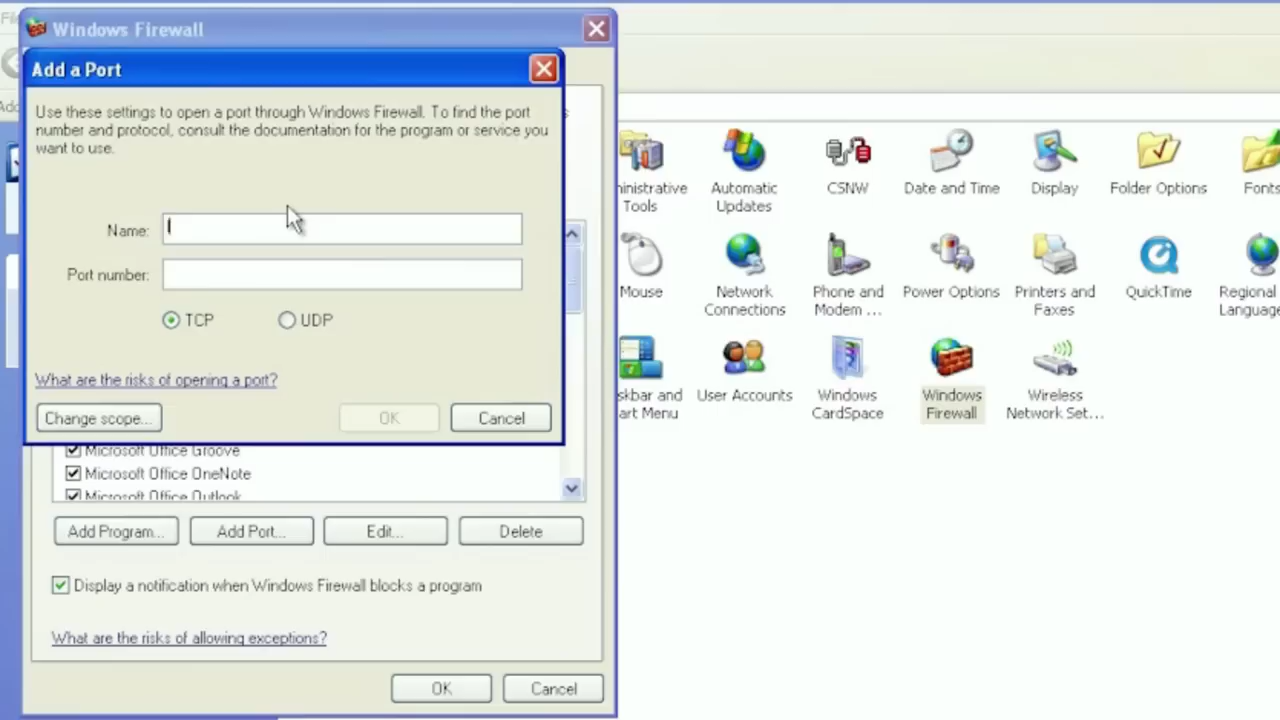 Windows Firewall
Add a Port
Use these settings to open a port through Windows Firewall. To find the port
number and protocol, consult the documentation for the program or service you
want to use.
Name:
Port number:
TCP
UDP
What are the risks of opening a port?
Change scope...
OK
Cancel
Microsoft Office Groove
Microsoft Office OneNote
Microsoft Office Outlook
Add Program...
Add Port...
Edit...
Delete
Display a notification when Windows Firewall blocks a program
What are the risks of allowing exceptions?
OK
Cancel
ninistrative
Tools
Automatic
Updates
CSNW
Date and Time
Display
Folder Options
Fonts
Mouse
Network
Connections
Phone and
Modem ...
Power Options
Printers and
Faxes
QuickTime
Regional
Language
skbar and
art Menu
User Accounts
Windows
CardSpace
Windows
Firewall
Wireless
Network Set...